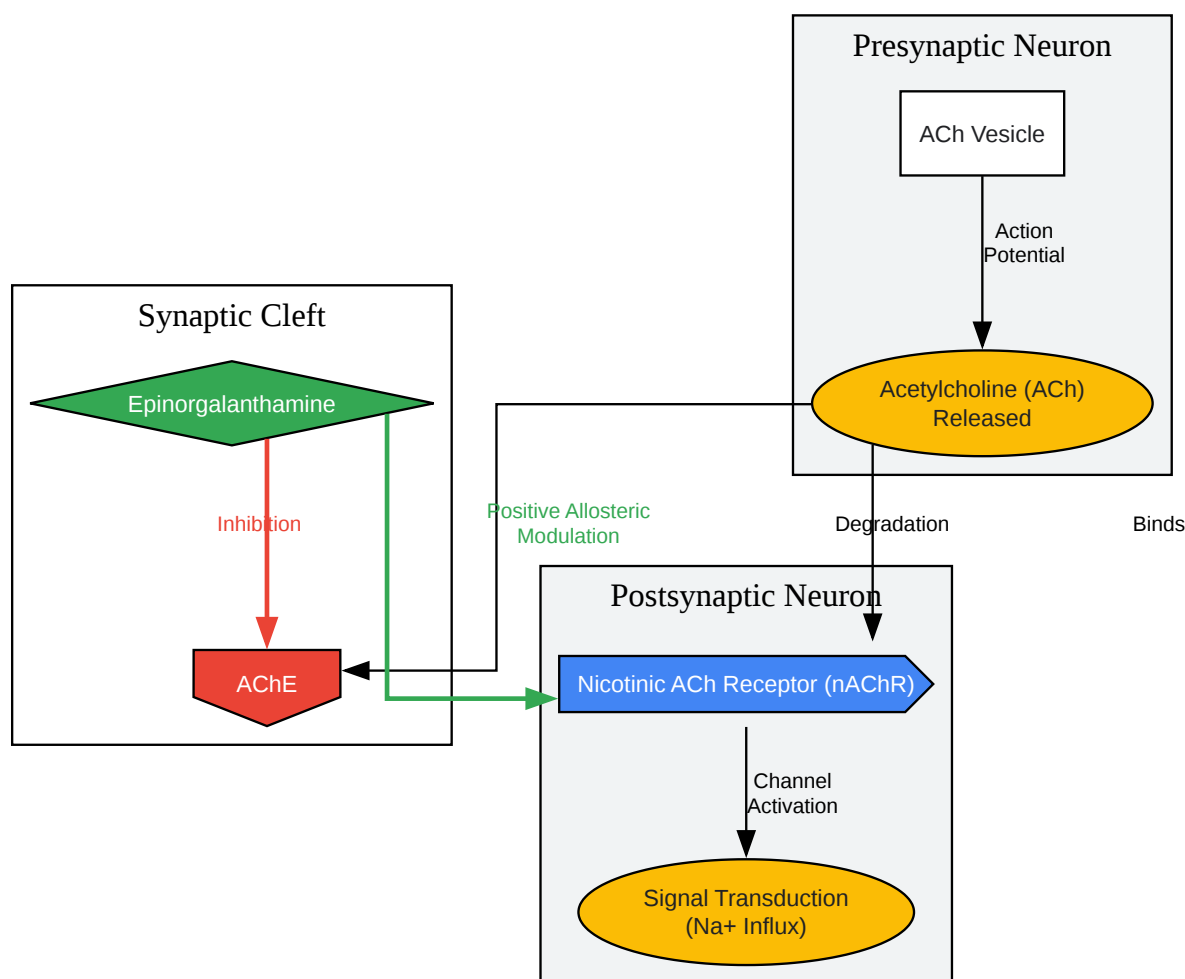 Presynaptic Neuron
ACh Vesicle
Action
Potential
Synaptic Cleft
Epinorgalanthamine
Acetylcholine (ACh)
Released
Inhibition
Positive Allosteric
Modulation
Degradation
Binds
Postsynaptic Neuron
AChE
Nicotinic ACh Receptor (nAChR)
Channel
Activation
Signal Transduction
(Na+ Influx)